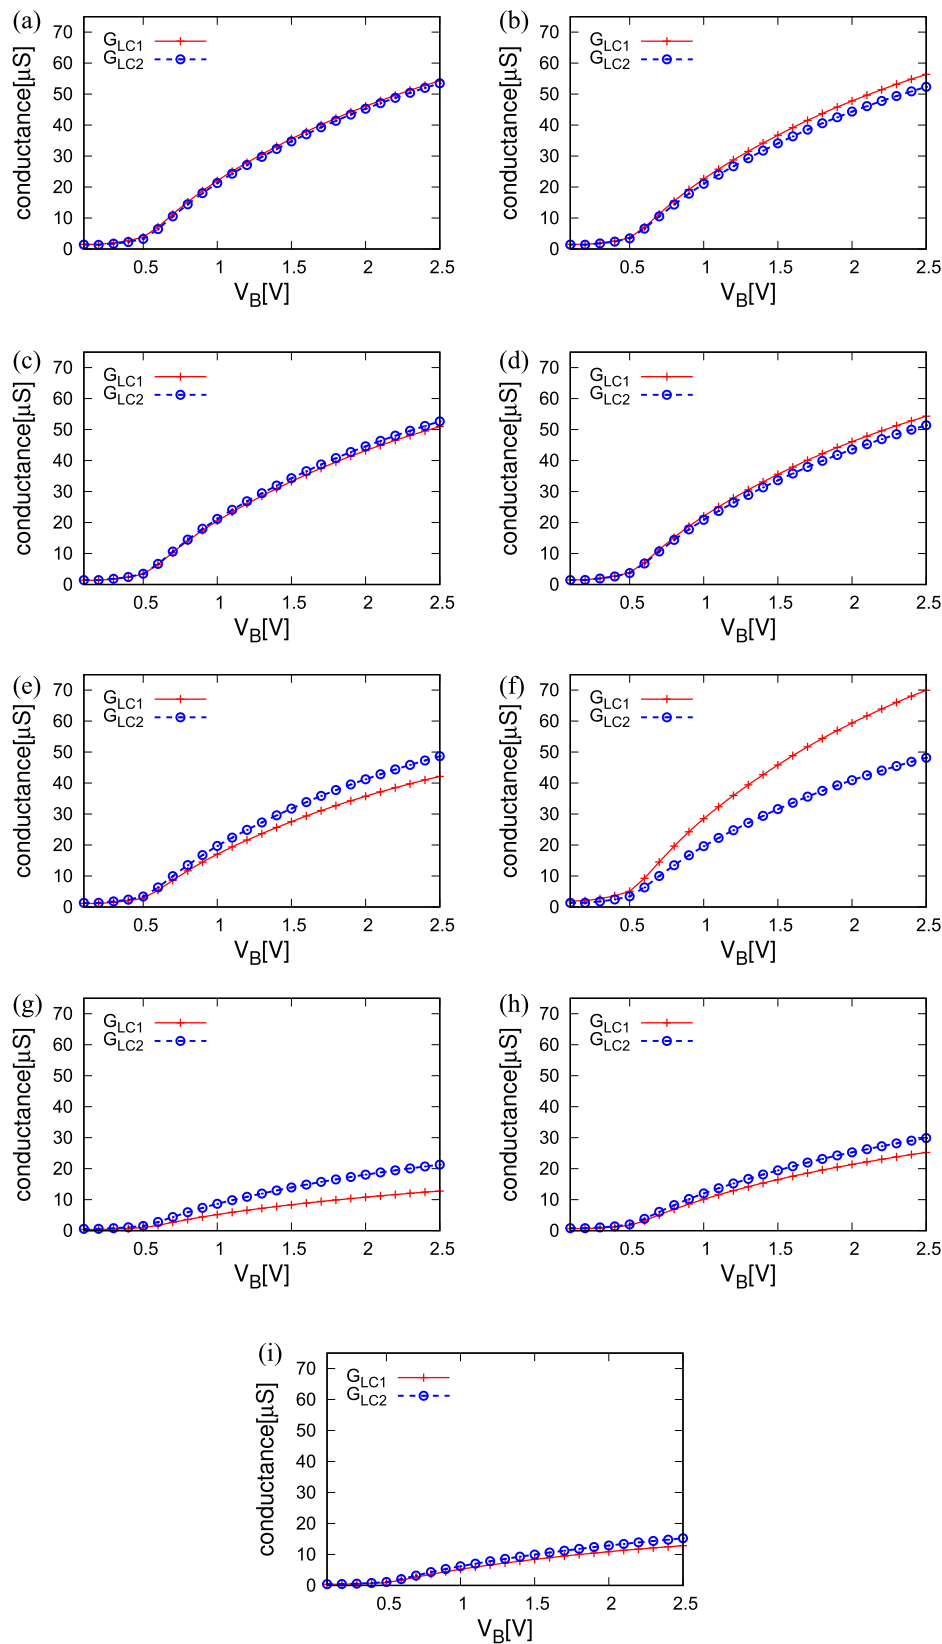 (a)
conductance[μS]
70
60
50
40
30
20
10
0
G_LC1
G_LC2
0.5 1 1.5 2 2.5
V_B[V]
(b)
conductance[μS]
70
60
50
40
30
20
10
0
G_LC1
G_LC2
0.5 1 1.5 2 2.5
V_B[V]
(c)
conductance[μS]
70
60
50
40
30
20
10
0
G_LC1
G_LC2
0.5 1 1.5 2 2.5
V_B[V]
(d)
conductance[μS]
70
60
50
40
30
20
10
0
G_LC1
G_LC2
0.5 1 1.5 2 2.5
V_B[V]
(e)
conductance[μS]
70
60
50
40
30
20
10
0
G_LC1
G_LC2
0.5 1 1.5 2 2.5
V_B[V]
(f)
conductance[μS]
70
60
50
40
30
20
10
0
G_LC1
G_LC2
0.5 1 1.5 2 2.5
V_B[V]
(g)
conductance[μS]
70
60
50
40
30
20
10
0
G_LC1
G_LC2
0.5 1 1.5 2 2.5
V_B[V]
(h)
conductance[μS]
70
60
50
40
30
20
10
0
G_LC1
G_LC2
0.5 1 1.5 2 2.5
V_B[V]
(i)
conductance[μS]
70
60
50
40
30
20
10
0
G_LC1
G_LC2
0.5 1 1.5 2 2.5
V_B[V]